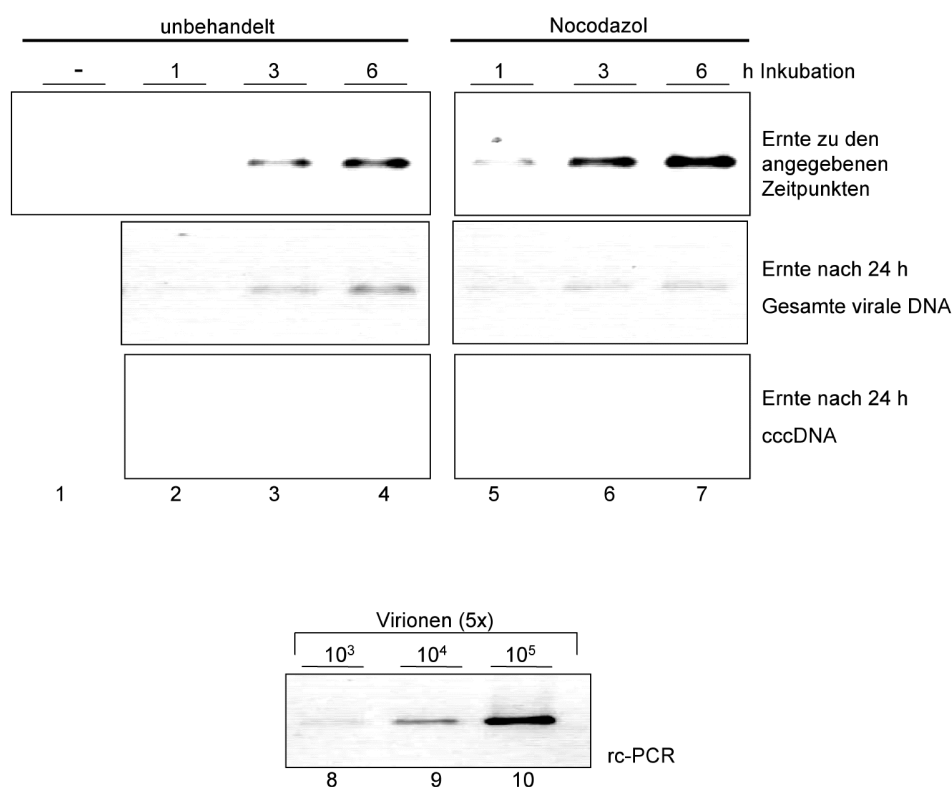 unbehandelt
Nocodazol
- 1 3 6 1 3 6 h Inkubation
Ernte zu den
angegebenen
Zeitpunkten
Ernte nach 24 h
Gesamte virale DNA
Ernte nach 24 h
cccDNA
1 2 3 4 5 6 7
Virionen (5x)
10³ 10⁴ 10⁵
rc-PCR
8 9 10